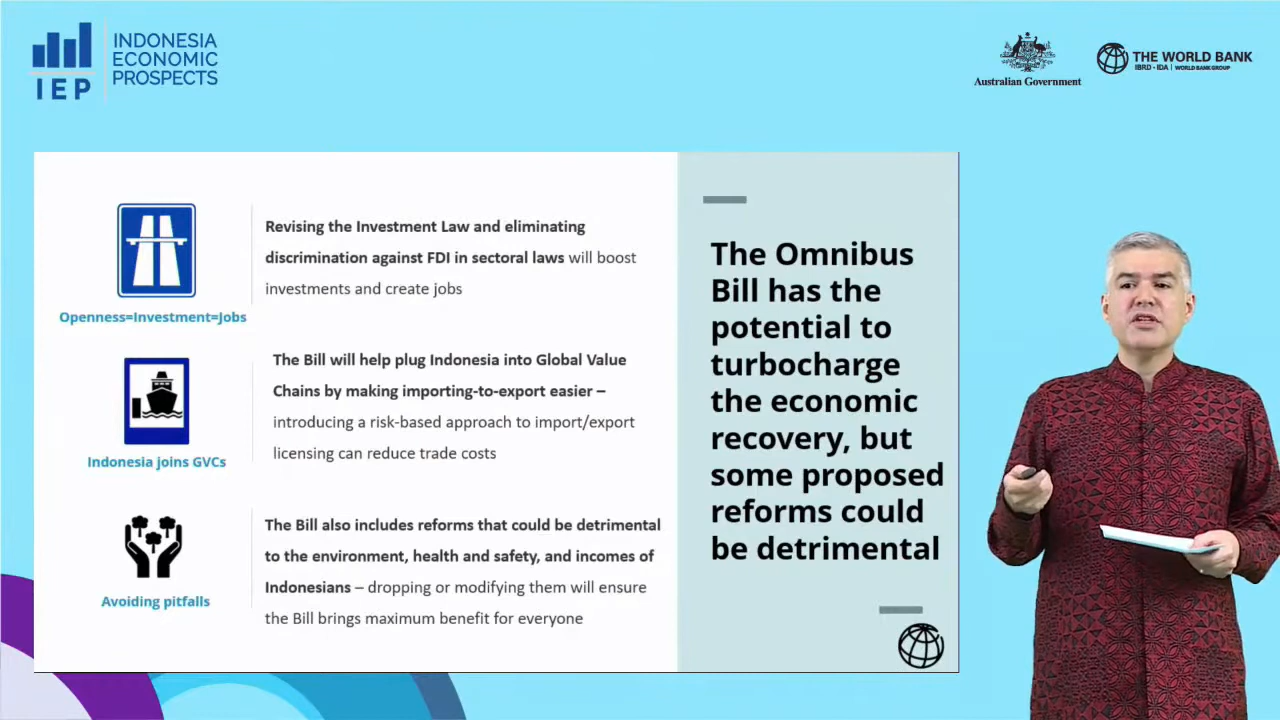 INDONESIA
ECONOMIC
PROSPECTS
IEP
Australian Government
THE WORLD BANK
IBRD • IDA | WORLD BANK GROUP
Revising the Investment Law and eliminating
discrimination against FDI in sectoral laws will boost
investments and create jobs
Openness=Investment=Jobs
The Bill will help plug Indonesia into Global Value
Chains by making importing-to-export easier –
introducing a risk-based approach to import/export
licensing can reduce trade costs
Indonesia joins GVCs
The Bill also includes reforms that could be detrimental
to the environment, health and safety, and incomes of
Indonesians – dropping or modifying them will ensure
the Bill brings maximum benefit for everyone
Avoiding pitfalls
The Omnibus
Bill has the
potential to
turbocharge
the economic
recovery, but
some proposed
reforms could
be detrimental